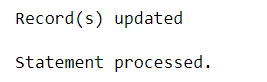 Record(s) updated
Statement processed.